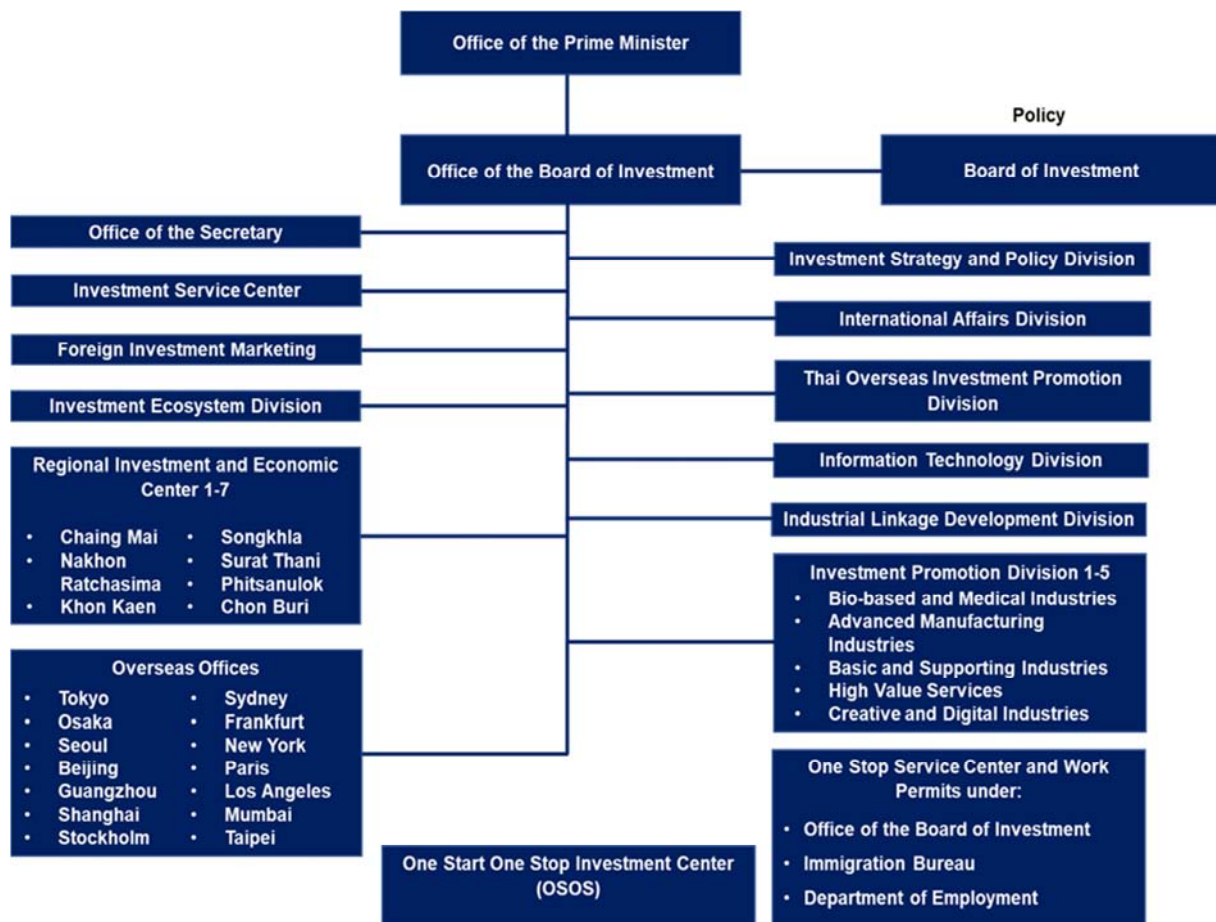 Office of the Prime Minister
Policy
Office of the Board of Investment
Board of Investment
Office of the Secretary
Investment Service Center
Foreign Investment Marketing
Investment Ecosystem Division
Regional Investment and Economic
Center 1-7
• Chaing Mai
• Nakhon
Ratchasima
• Khon Kaen
• Songkhla
• Surat Thani
• Phitsanulok
• Chon Buri
Overseas Offices
• Tokyo
• Osaka
• Seoul
• Beijing
• Guangzhou
• Shanghai
• Stockholm
• Sydney
• Frankfurt
• New York
• Paris
• Los Angeles
• Mumbai
• Taipei
Investment Strategy and Policy Division
International Affairs Division
Thai Overseas Investment Promotion
Division
Information Technology Division
Industrial Linkage Development Division
Investment Promotion Division 1-5
• Bio-based and Medical Industries
• Advanced Manufacturing
Industries
• Basic and Supporting Industries
• High Value Services
• Creative and Digital Industries
One Stop Service Center and Work
Permits under:
• Office of the Board of Investment
• Immigration Bureau
• Department of Employment
One Start One Stop Investment Center
(OSOS)